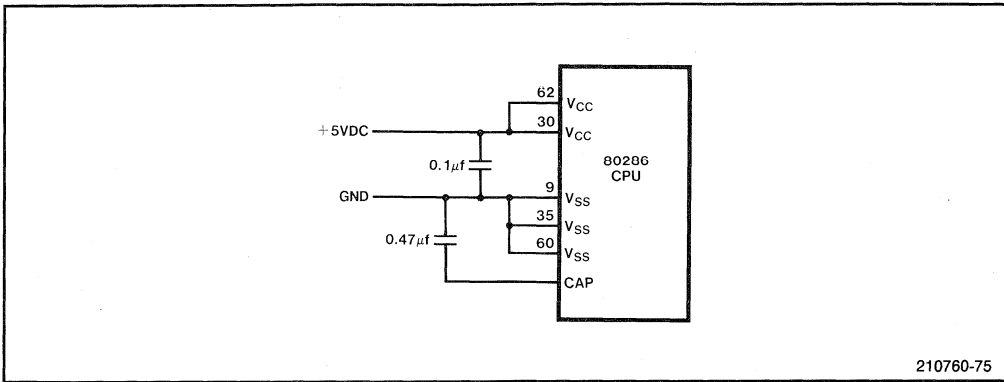 62
VCC
30
+5VDC
VCC
80286
CPU
0.1μf
9
GND
VSS
35
VSS
0.47μf
60
VSS
CAP
210760-75